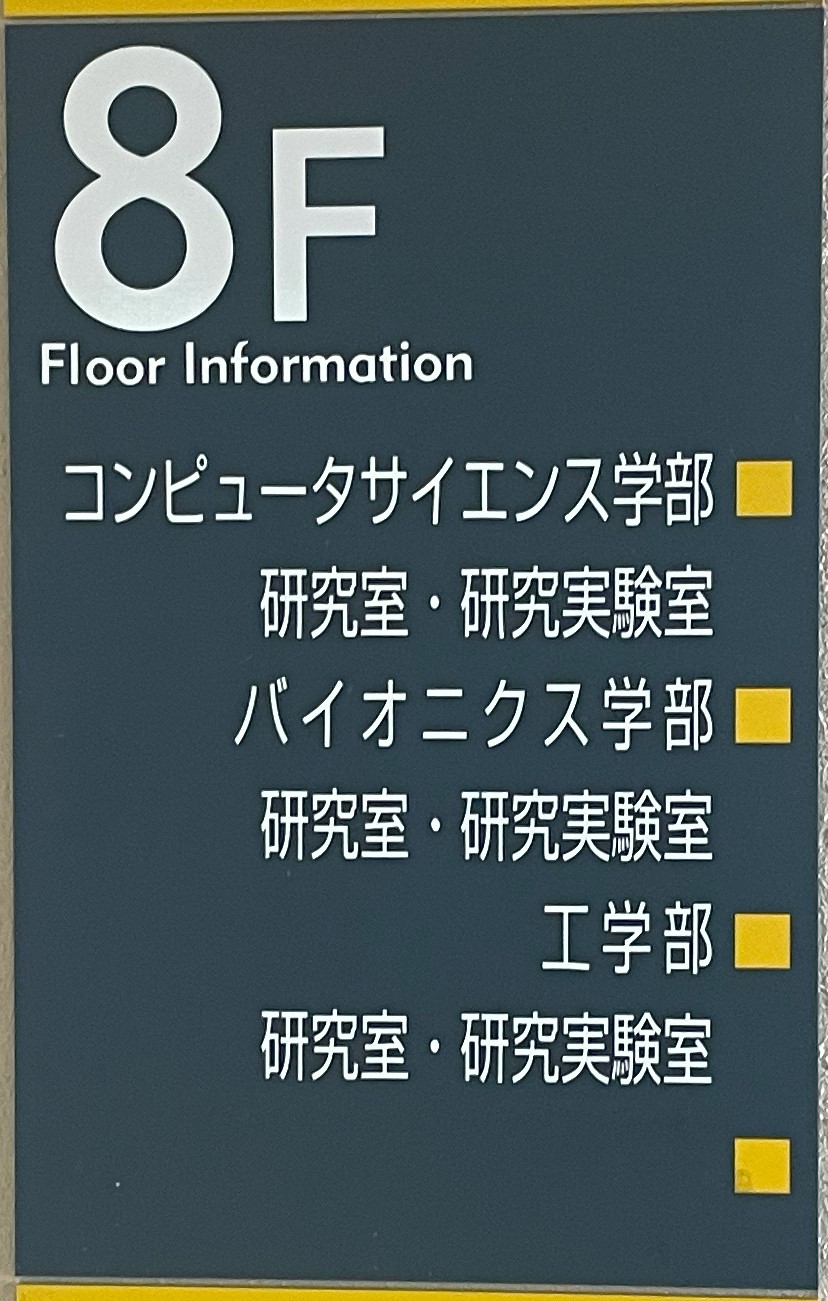 8F
Floor Information
コンピュータサイエンス学部
研究室・研究実験室
バイオニクス学部
研究室・研究実験室
工学部
研究室・研究実験室